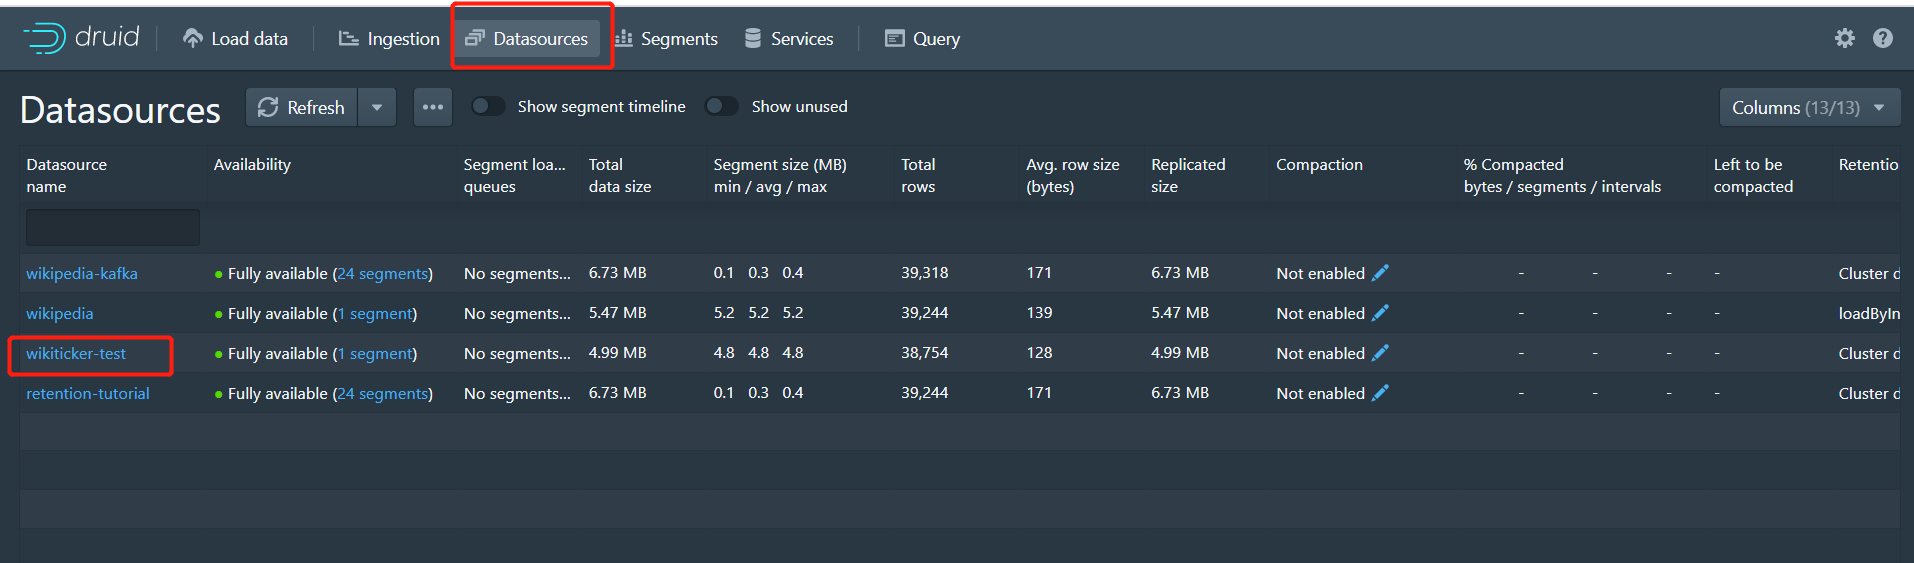 druid Load data Ingestion Datasources Segments Services Query
Datasources Refresh ••• Show segment timeline Show unused Columns (13/13)
Datasource name Availability Segment loa... queues Total data size Segment size (MB) min / avg / max Total rows Avg. row size (bytes) Replicated size Compaction % Compacted bytes / segments / intervals Left to be compacted Retentio
wikipedia-kafka Fully available (24 segments) No segments... 6.73 MB 0.1 0.3 0.4 39,318 171 6.73 MB Not enabled - - - - Cluster d
wikipedia Fully available (1 segment) No segments... 5.47 MB 5.2 5.2 5.2 39,244 139 5.47 MB Not enabled - - - - loadByIn
wikiticker-test Fully available (1 segment) No segments... 4.99 MB 4.8 4.8 4.8 38,754 128 4.99 MB Not enabled - - - - Cluster d
retention-tutorial Fully available (24 segments) No segments... 6.73 MB 0.1 0.3 0.4 39,244 171 6.73 MB Not enabled - - - - Cluster d